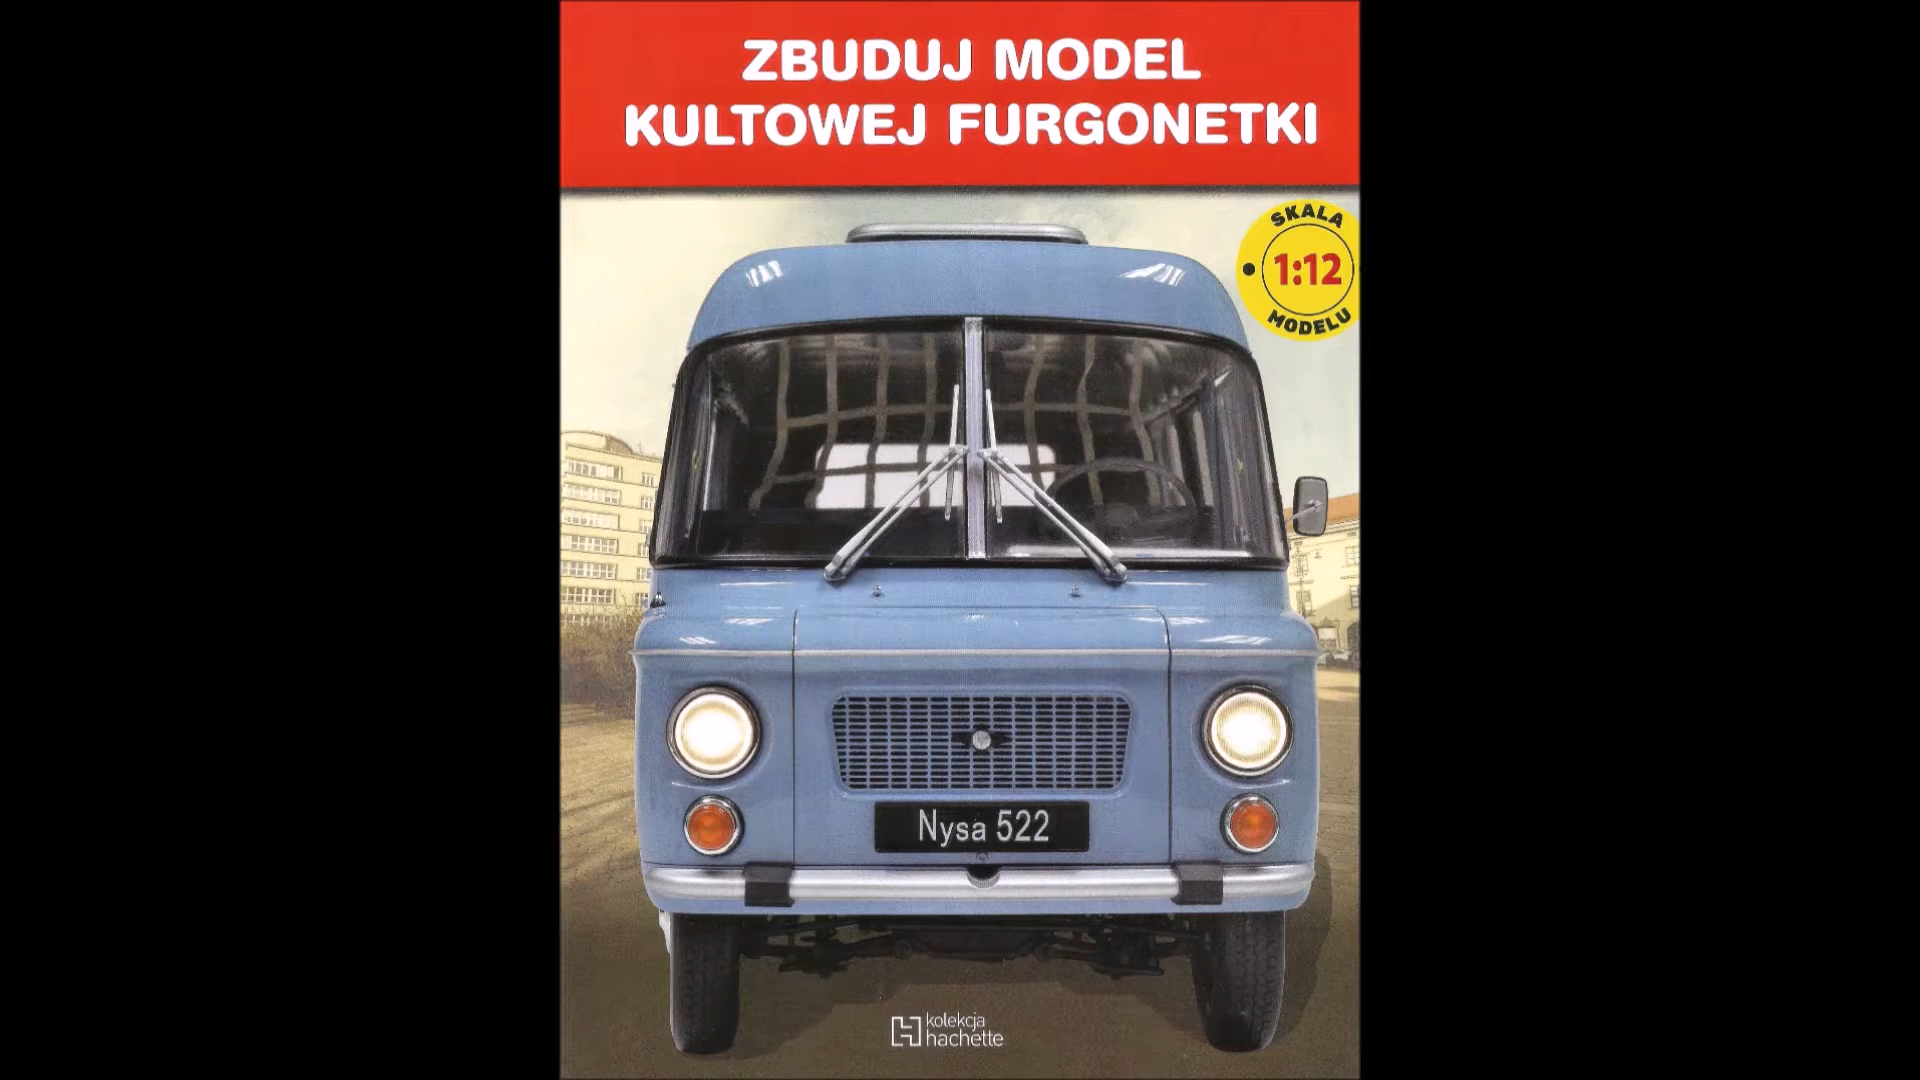 ZBUDUJ MODEL
KULTOWEJ FURGONETKI
SKALA
1:12
MODELU
Nysa 522
kolekcja
hachette